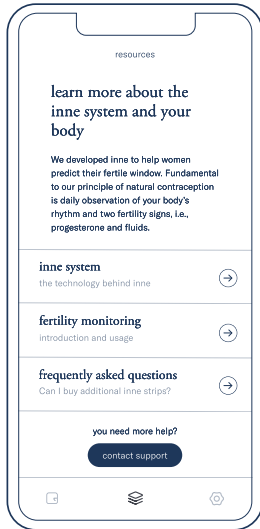 resources
learn more about the
inne system and your
body
We developed inne to help women
predict their fertile window. Fundamental
to our principle of natural contraception
is daily observation of your body's
rhythm and two fertility signs, i.e.,
progesterone and fluids.
inne system
the technology behind inne
fertility monitoring
introduction and usage
frequently asked questions
Can I buy additional inne strips?
you need more help?
contact support